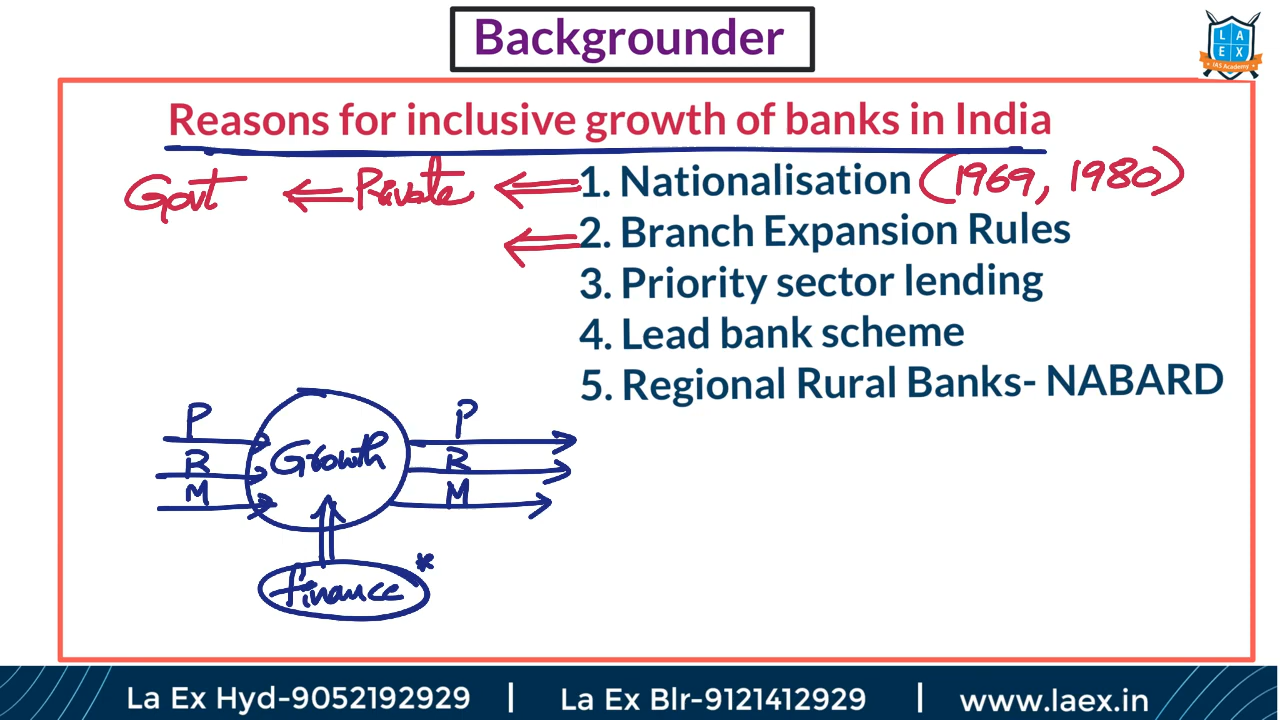 Backgrounder
L A
E X
IAS Academy
Reasons for inclusive growth of banks in India
Govt ⇐ Private ⇐ 1. Nationalisation (1969, 1980)
⇐ 2. Branch Expansion Rules
3. Priority sector lending
4. Lead bank scheme
5. Regional Rural Banks- NABARD
P P
R Growth R
M M
Finance*
La Ex Hyd-9052192929 | La Ex Blr-9121412929 | www.laex.in